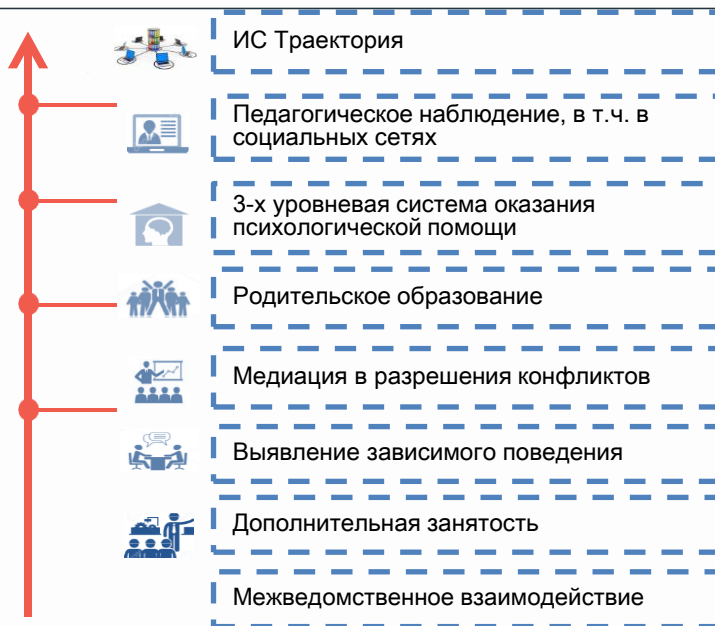 ИС Траектория
Педагогическое наблюдение, в т.ч. в
социальных сетях
3-х уровневая система оказания
психологической помощи
Родительское образование
Медиация в разрешения конфликтов
Выявление зависимого поведения
Дополнительная занятость
Межведомственное взаимодействие